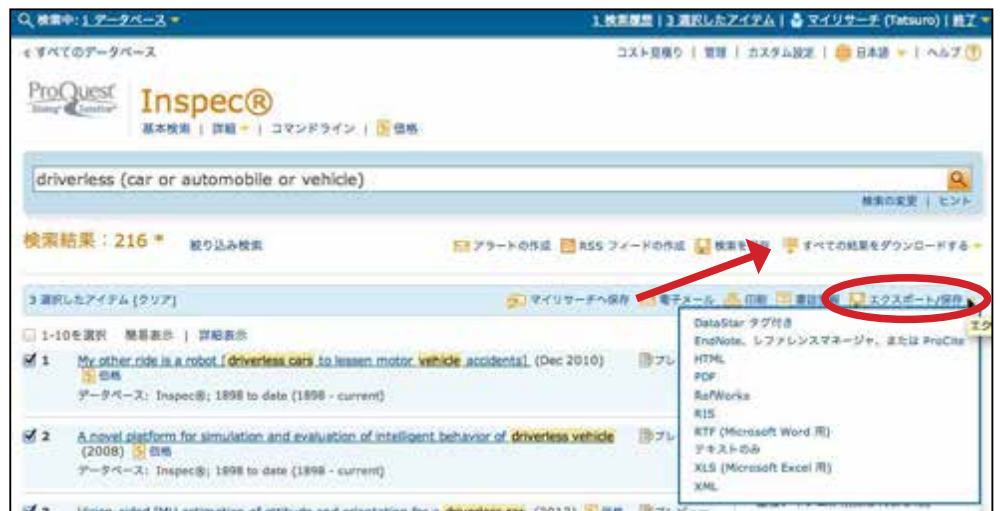 検索中: 1 データベース
1 検索履歴 | 3 選択したアイテム | マイリサーチ (Tatsuro) | 終了
すべてのデータベース
コスト見積り | 管理 | カスタム設定 | 日本語 | ヘルプ
ProQuest
Inspec®
基本検索 | 詳細 | コマンドライン | 価格
driverless (car or automobile or vehicle)
検索の変更 | ヒント
検索結果：216 * 絞り込み検索
アラートの作成 RSS フィードの作成 検索を すべての結果をダウンロードする
3 選択したアイテム [クリア]
マイリサーチへ保存 電子メール 印刷 エクスポート/保存
1-10を選択 簡易表示 | 詳細表示
DataStar タグ付き
EndNote、レファレンスマネージャ、または ProCite
HTML
PDF
RefWorks
RIS
RTF (Microsoft Word 用)
テキストのみ
XLS (Microsoft Excel 用)
XML
エク
1 My other ride is a robot [driverless cars to lessen motor vehicle accidents]. (Dec 2010)
価格
プレ
データベース: Inspec®; 1898 to date (1898 - current)
2 A novel platform for simulation and evaluation of intelligent behavior of driverless vehicle
(2008) 価格
プレ
データベース: Inspec®; 1898 to date (1898 - current)